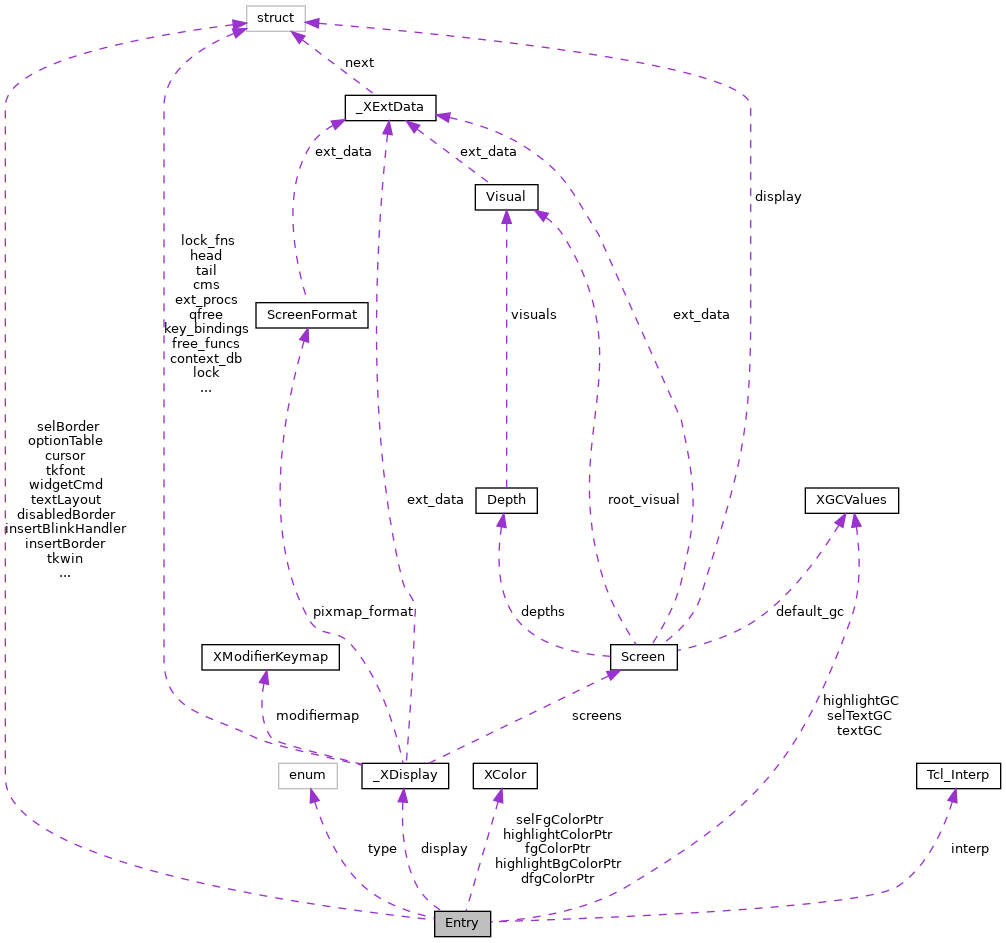 struct
next
_XExtData
ext_data
ext_data
Visual
display
lock_fns
head
tail
cms
ext_procs
qfree
key_bindings
free_funcs
context_db
lock
...
ScreenFormat
visuals
ext_data
selBorder
optionTable
cursor
tkfont
widgetCmd
textLayout
disabledBorder
insertBlinkHandler
insertBorder
tkwin
...
ext_data
Depth
root_visual
XGCValues
pixmap_format
depths
default_gc
XModifierKeymap
Screen
modifiermap
screens
highlightGC
selTextGC
textGC
enum
_XDisplay
XColor
Tcl_Interp
type
display
selFgColorPtr
highlightColorPtr
fgColorPtr
highlightBgColorPtr
dfgColorPtr
interp
Entry